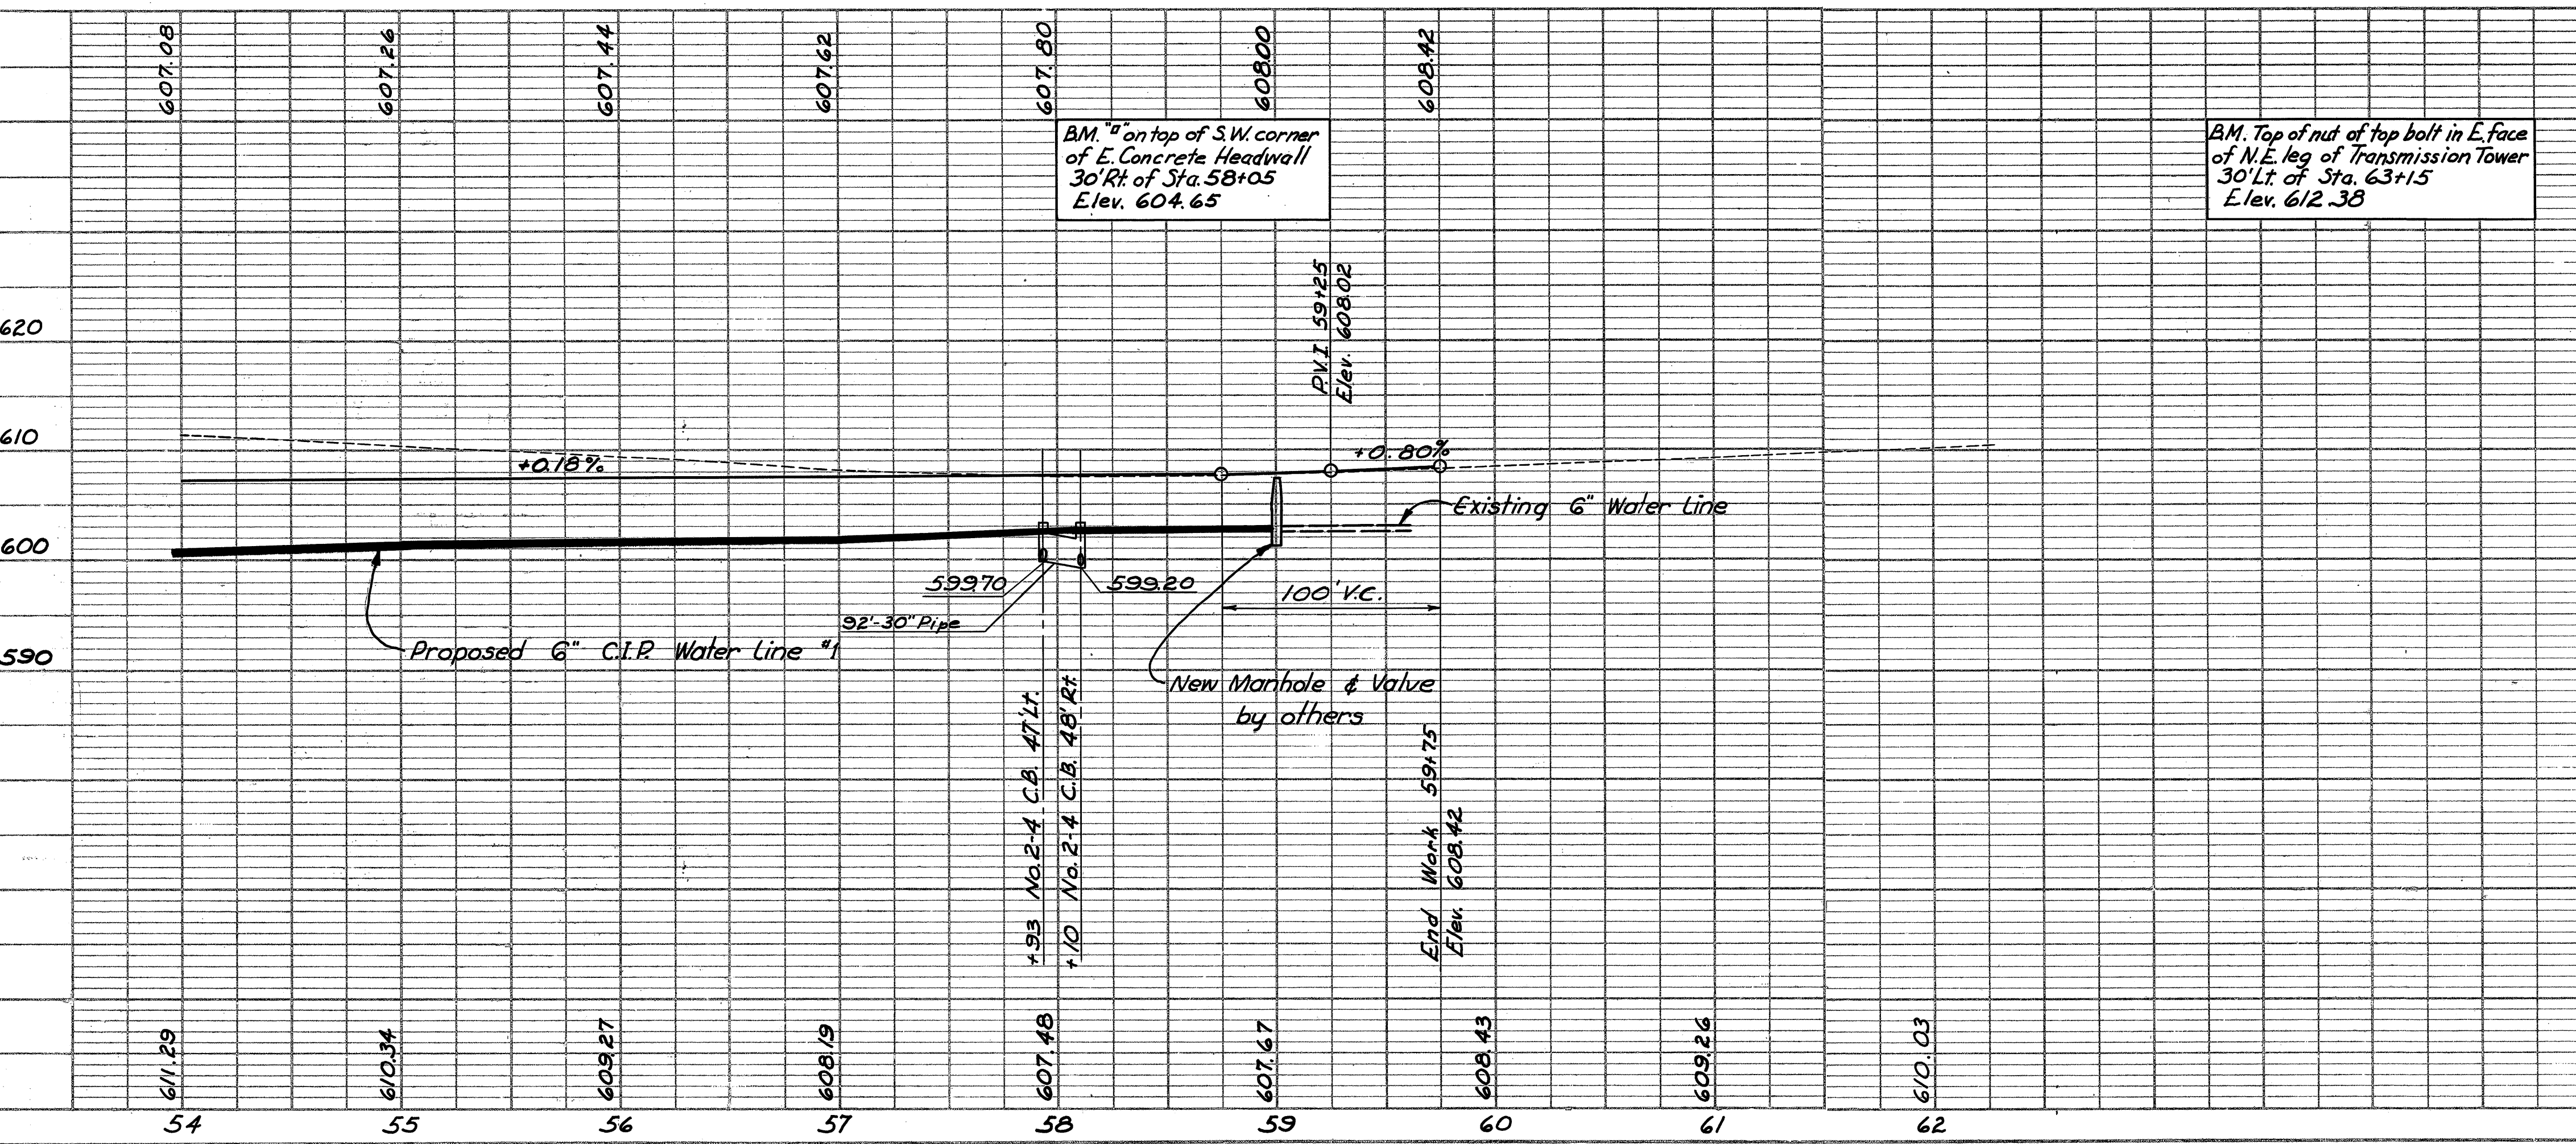 607.08
607.26
607.44
607.62
607.80
608.00
608.42
B.M. "□" on top of S.W. corner
of E. Concrete Headwall
30' Rt. of Sta. 58+05
Elev. 604.65
B.M. Top of nut of top bolt in E. face
of N.E. leg of Transmission Tower
30' Lt. of Sta. 63+15
Elev. 612.38
P.V.I. 59+25
Elev. 608.02
620
610
600
590
+0.18%
+0.80%
Existing 6" Water Line
599.70
599.20
100' V.C.
92'-30" Pipe
Proposed 6" C.I.P. Water Line #1
New Manhole & Valve
by others
+93 No. 2-4 C.B. 47' Lt.
+10 No. 2-4 C.B. 48' Rt.
End Work 59+75
Elev. 608.42
611.29
610.34
609.27
608.19
607.48
607.67
608.43
609.26
610.03
54
55
56
57
58
59
60
61
62